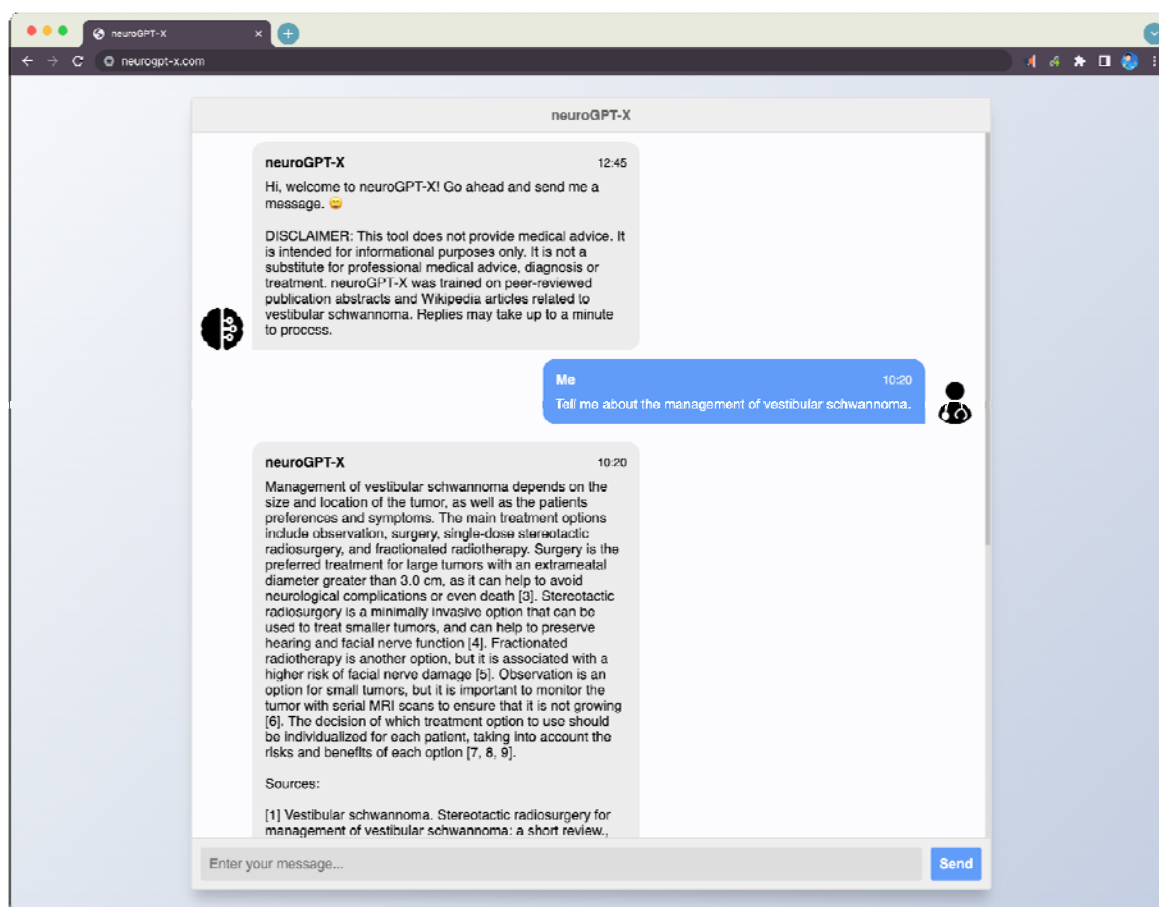 neuroGPT-X
neurogpt-x.com
neuroGPT-X
neuroGPT-X 12:45
Hi, welcome to neuroGPT-X! Go ahead and send me a
message. 😄
DISCLAIMER: This tool does not provide medical advice. It
is intended for informational purposes only. It is not a
substitute for professional medical advice, diagnosis or
treatment. neuroGPT-X was trained on peer-reviewed
publication abstracts and Wikipedia articles related to
vestibular schwannoma. Replies may take up to a minute
to process.
Me 10:20
Tell me about the management of vestibular schwannoma.
neuroGPT-X 10:20
Management of vestibular schwannoma depends on the
size and location of the tumor, as well as the patients
preferences and symptoms. The main treatment options
include observation, surgery, single-dose stereotactic
radiosurgery, and fractionated radiotherapy. Surgery is the
preferred treatment for large tumors with an extrameatal
diameter greater than 3.0 cm, as it can help to avoid
neurological complications or even death [3]. Stereotactic
radiosurgery is a minimally invasive option that can be
used to treat smaller tumors, and can help to preserve
hearing and facial nerve function [4]. Fractionated
radiotherapy is another option, but it is associated with a
higher risk of facial nerve damage [5]. Observation is an
option for small tumors, but it is important to monitor the
tumor with serial MRI scans to ensure that it is not growing
[6]. The decision of which treatment option to use should
be individualized for each patient, taking into account the
risks and benefits of each option [7, 8, 9].
Sources:
[1] Vestibular schwannoma. Stereotactic radiosurgery for
management of vestibular schwannoma: a short review.,
Enter your message...
Send